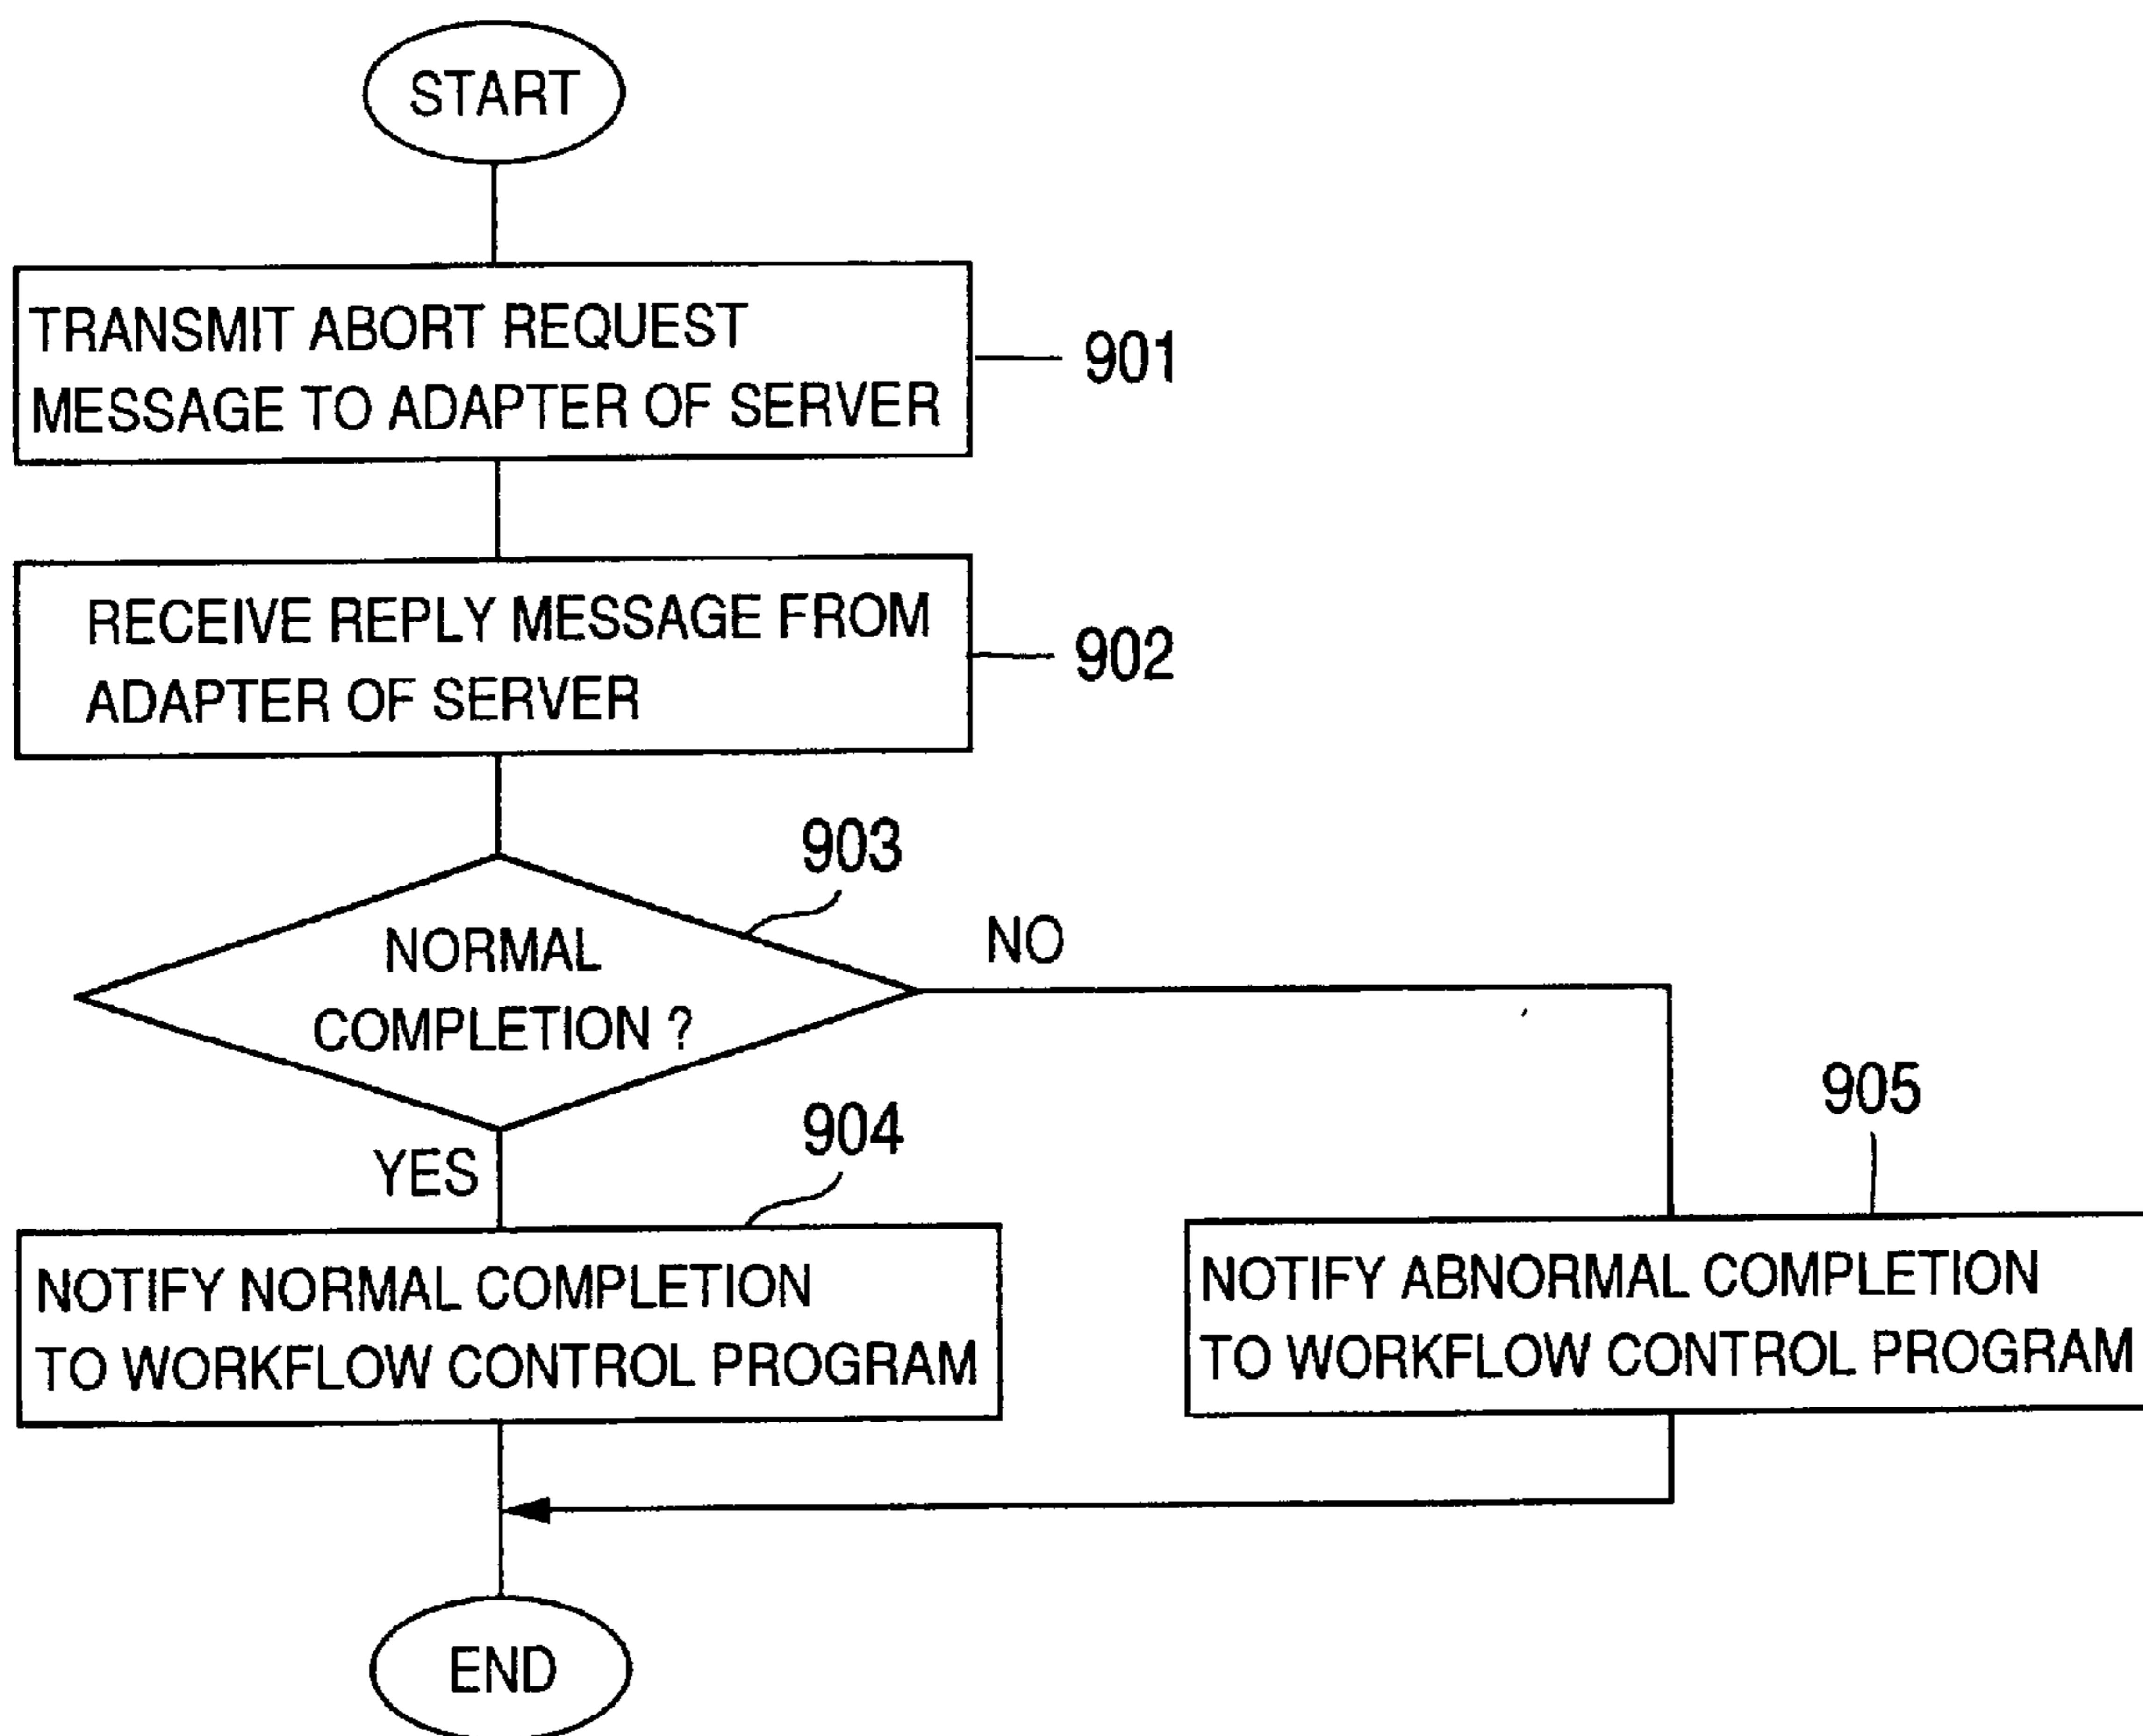 START
TRANSMIT ABORT REQUEST
MESSAGE TO ADAPTER OF SERVER
901
RECEIVE REPLY MESSAGE FROM
ADAPTER OF SERVER
902
903
NORMAL
COMPLETION ?
NO
YES
904
NOTIFY NORMAL COMPLETION
TO WORKFLOW CONTROL PROGRAM
905
NOTIFY ABNORMAL COMPLETION
TO WORKFLOW CONTROL PROGRAM
END